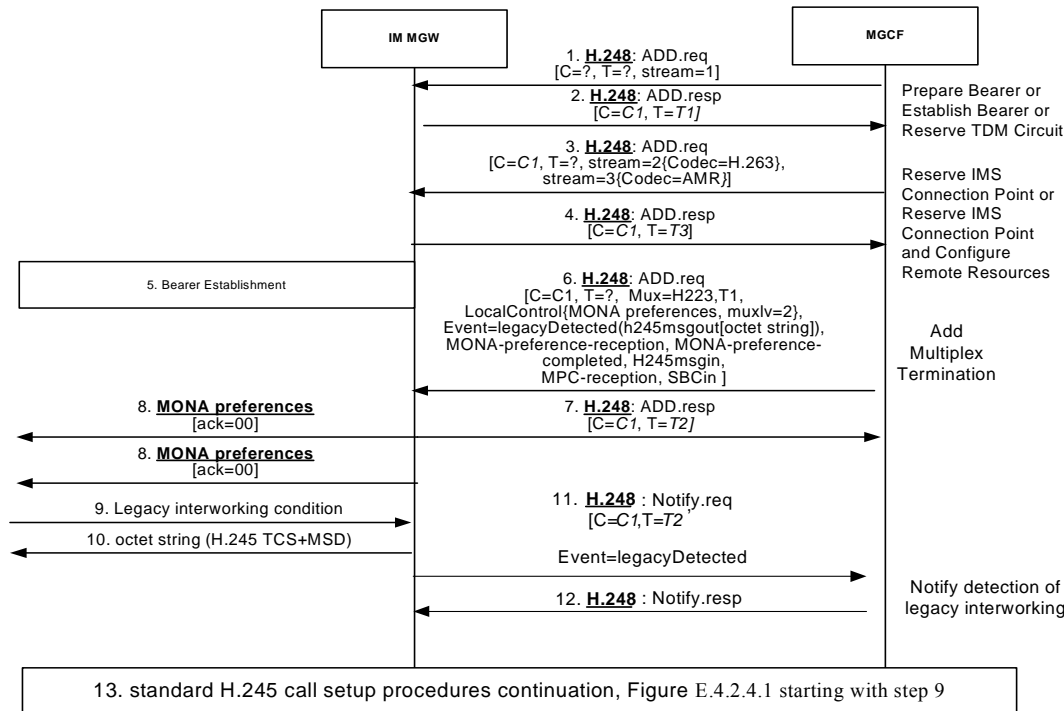 IM MGW
MGCF
1. H.248: ADD.req
[C=?, T=?, stream=1]
Prepare Bearer or
Establish Bearer or
Reserve TDM Circuit
2. H.248: ADD.resp
[C=C1, T=T1]
3. H.248: ADD.req
[C=C1, T=?, stream=2{Codec=H.263},
stream=3{Codec=AMR}]
Reserve IMS
Connection Point or
Reserve IMS
Connection Point
and Configure
Remote Resources
4. H.248: ADD.resp
[C=C1, T=T3]
5. Bearer Establishment
6. H.248: ADD.req
[C=C1, T=?, Mux=H223,T1,
LocalControl{MONA preferences, muxlv=2},
Event=legacyDetected(h245msgout[octet string]),
MONA-preference-reception, MONA-preference-
completed, H245msgin,
MPC-reception, SBCin ]
Add
Multiplex
Termination
8. MONA preferences
[ack=00]
7. H.248: ADD.resp
[C=C1, T=T2]
8. MONA preferences
[ack=00]
9. Legacy interworking condition
10. octet string (H.245 TCS+MSD)
11. H.248 : Notify.req
[C=C1,T=T2 ,
Event=legacyDetected
12. H.248 : Notify.resp
Notify detection of
legacy interworking
13. standard H.245 call setup procedures continuation, Figure E.4.2.4.1 starting with step 9